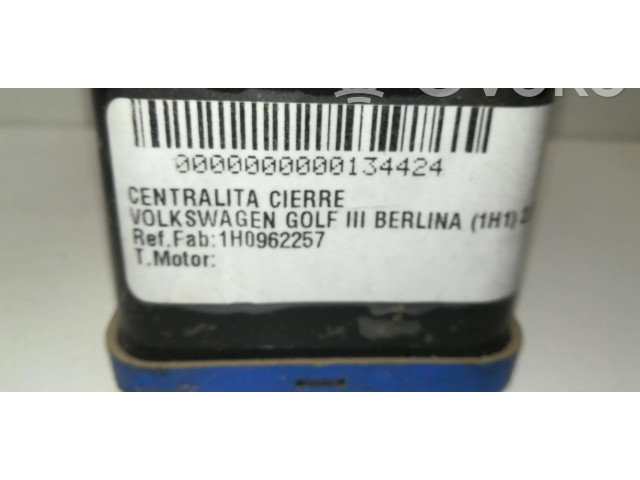 0000000000134424
CENTRALITA CIERRE
VOLKSWAGEN GOLF III BERLINA (1H1)
Ref.Fab:1H0962257
T.Motor: